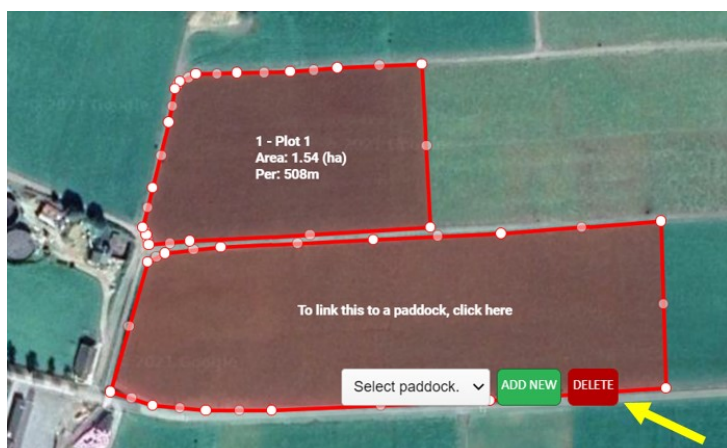 1 - Plot 1
Area: 1.54 (ha)
Per: 508m
To link this to a paddock, click here
Select paddock.
ADD NEW
DELETE